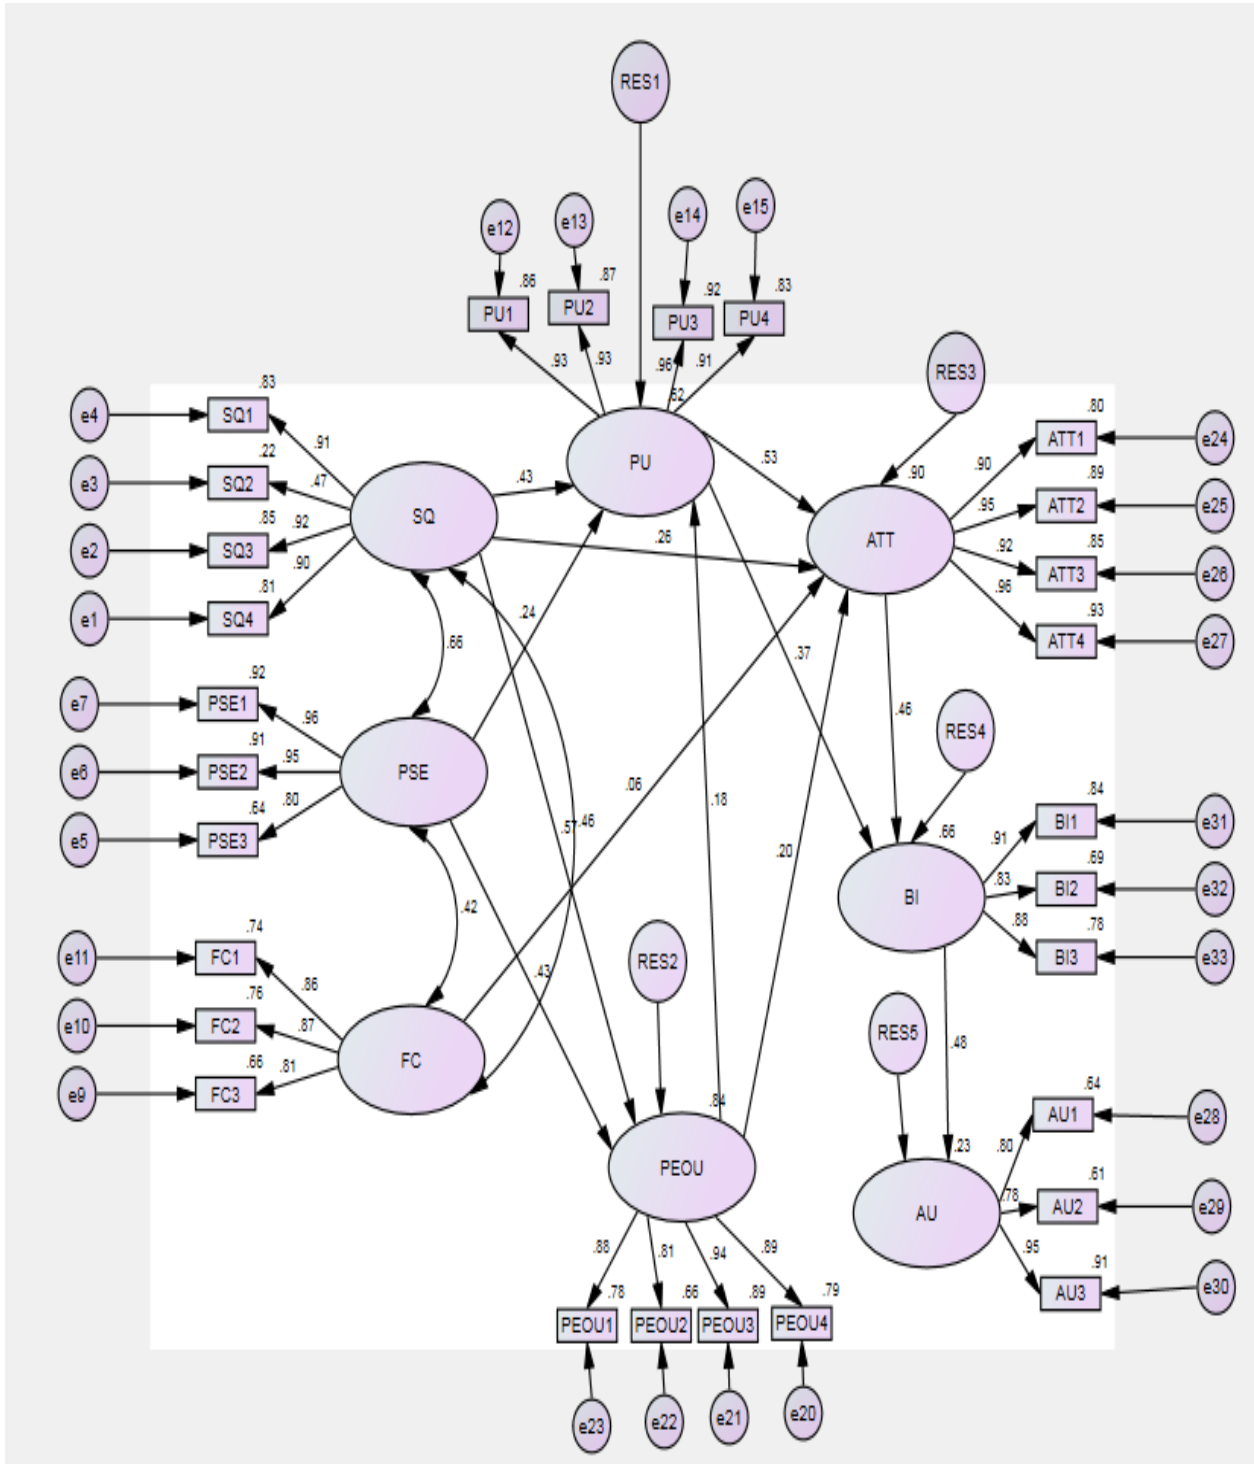 RES1
e12
e13
e14
e15
.86
.87
.92
.83
PU1
PU2
PU3
PU4
.93
.93
.96
.91
.62
PU
RES3
e4
SQ1
.83
.91
e3
SQ2
.22
.47
e2
SQ3
.85
.92
e1
SQ4
.81
.90
SQ
.43
.53
.26
.90
ATT
.80
ATT1
e24
.90
.89
ATT2
e25
.95
.85
ATT3
e26
.92
.93
ATT4
e27
.96
.66
.24
.37
.46
e7
PSE1
.92
.96
e6
PSE2
.91
.95
e5
PSE3
.64
.80
PSE
.06
.57
.46
.18
.20
RES4
.66
BI
.84
BI1
e31
.91
.69
BI2
e32
.83
.78
BI3
e33
.88
.42
.43
e11
FC1
.74
.86
e10
FC2
.76
.87
e9
FC3
.66
.81
FC
RES2
RES5
.48
.84
PEOU
.23
AU
.64
AU1
e28
.80
.61
AU2
e29
.78
.91
AU3
e30
.95
.88
.81
.94
.89
.78
.66
.89
.79
PEOU1
PEOU2
PEOU3
PEOU4
e23
e22
e21
e20